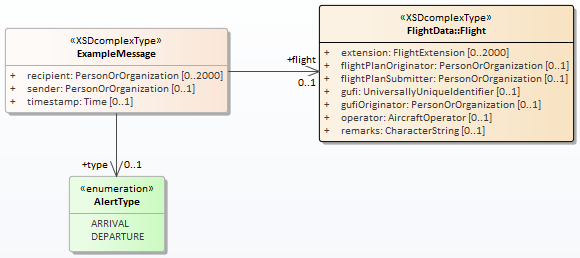 «XSDcomplexType»
ExampleMessage
+ recipient: PersonOrOrganization [0..2000]
+ sender: PersonOrOrganization [0..1]
+ timestamp: Time [0..1]
+flight
0..1
«XSDcomplexType»
FlightData::Flight
+ extension: FlightExtension [0..2000]
+ flightPlanOriginator: PersonOrOrganization [0..1]
+ flightPlanSubmitter: PersonOrOrganization [0..1]
+ gufi: UniversallyUniqueIdentifier [0..1]
+ gufiOriginator: PersonOrOrganization [0..1]
+ operator: AircraftOperator [0..1]
+ remarks: CharacterString [0..1]
+type
0..1
«enumeration»
AlertType
ARRIVAL
DEPARTURE